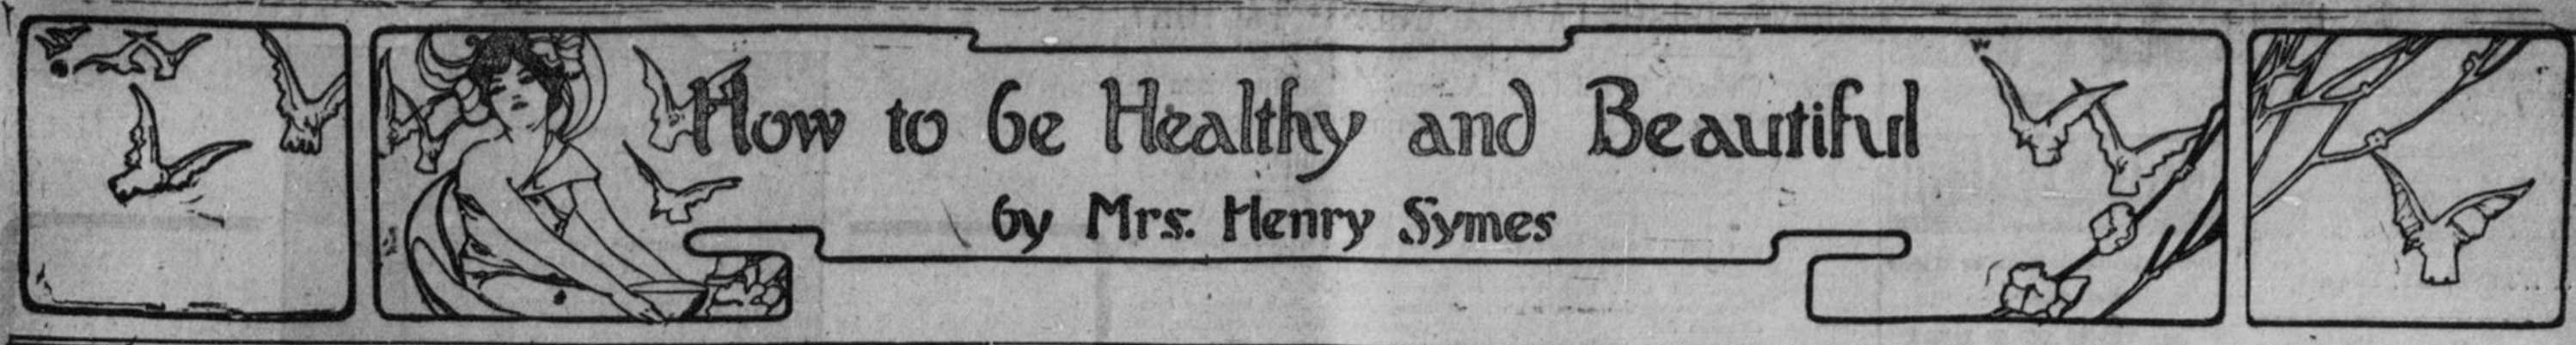 How to be Healthy and Beautiful
by Mrs. Henry Symes